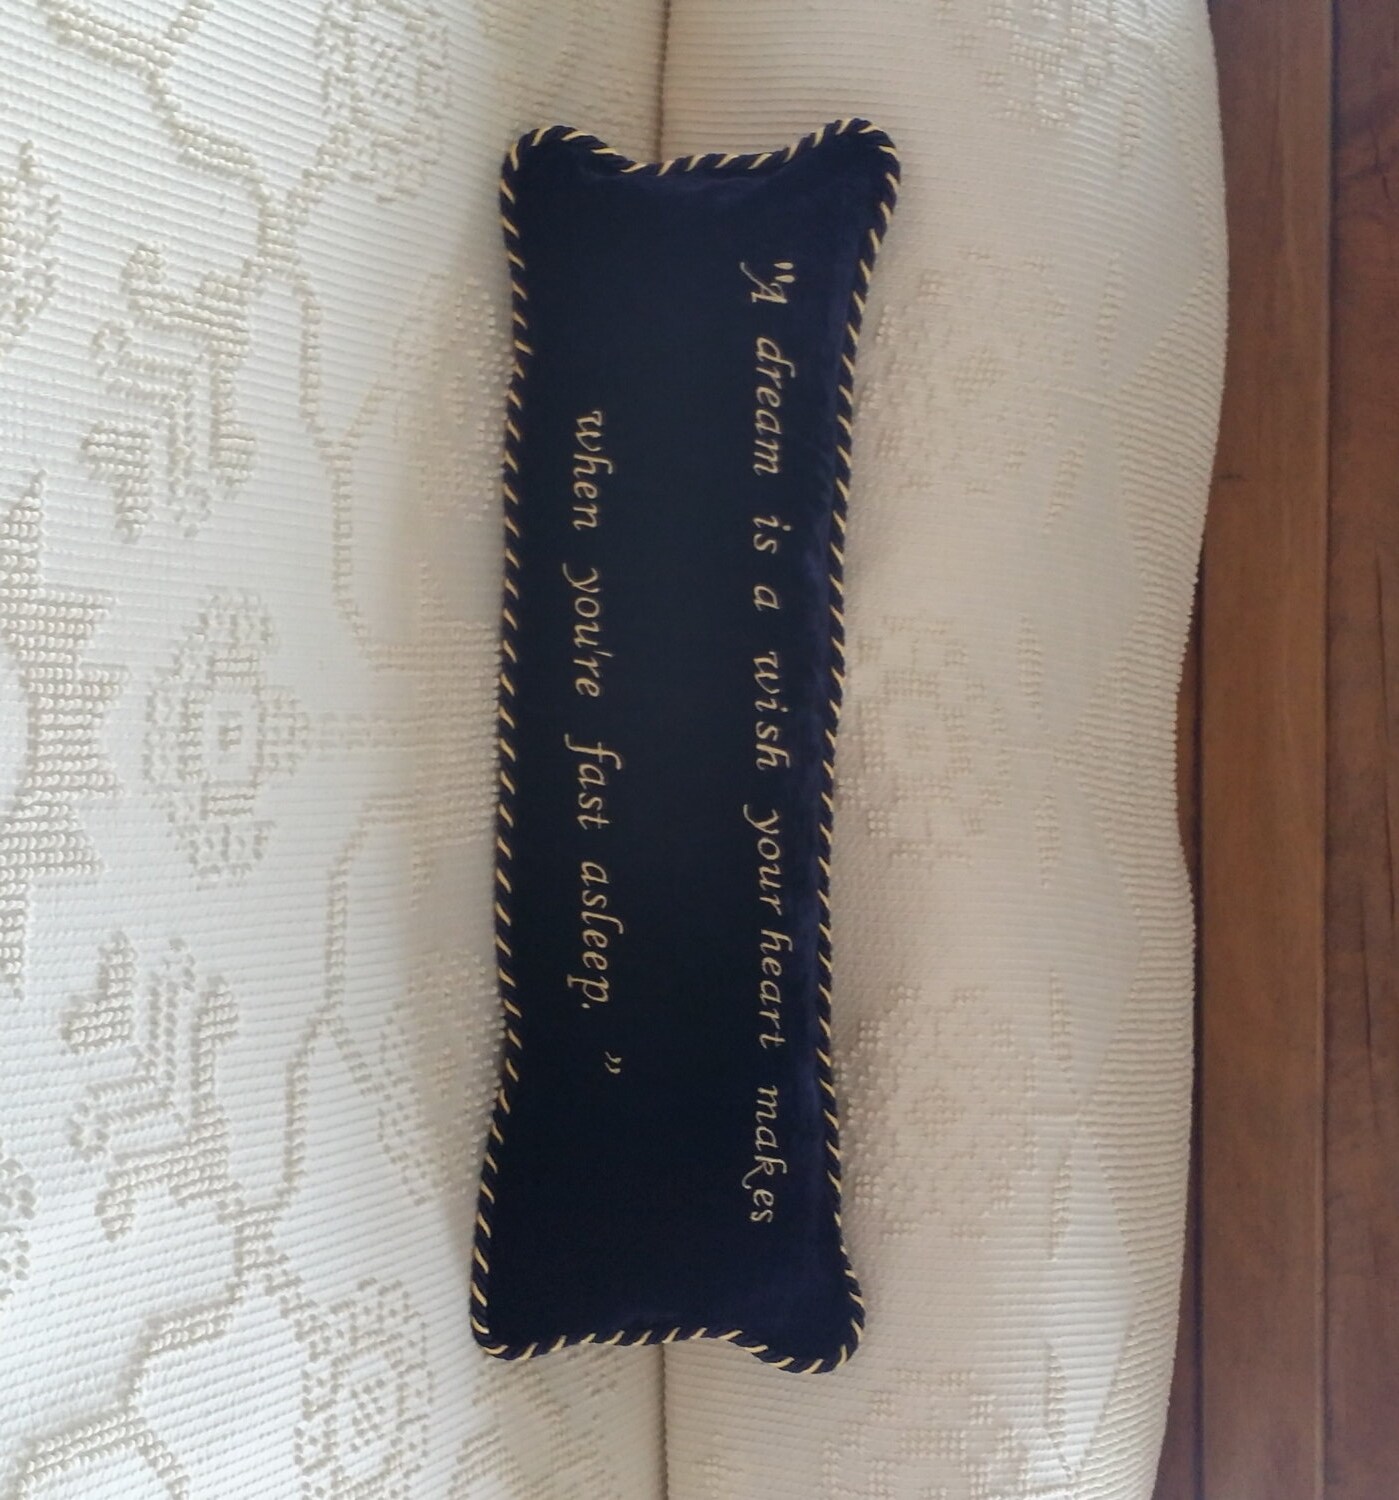 "A dream is a wish your heart makes
when you're fast asleep. ”